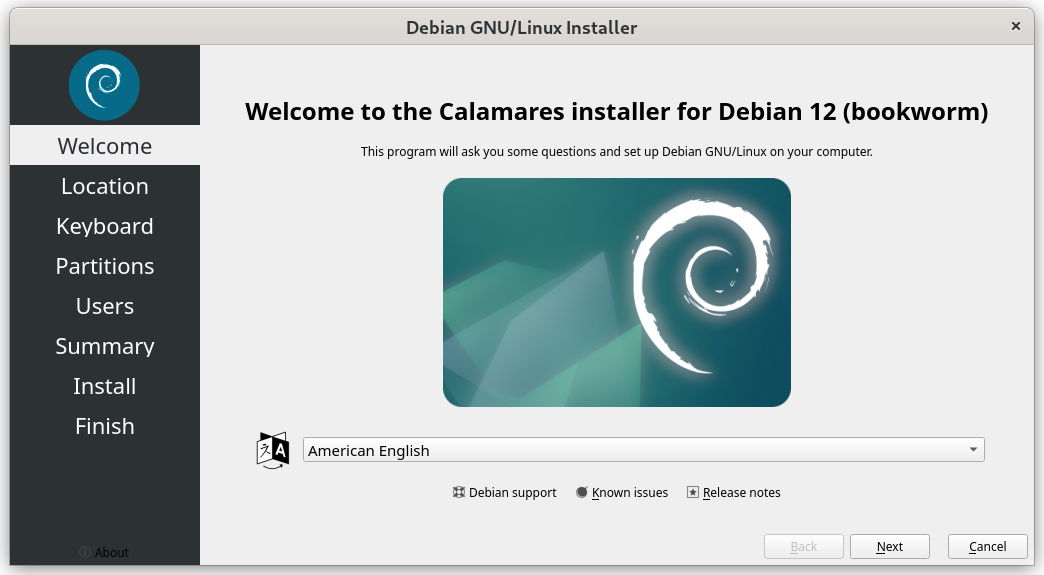 Debian GNU/Linux Installer
Welcome
Location
Keyboard
Partitions
Users
Summary
Install
Finish
About
Welcome to the Calamares installer for Debian 12 (bookworm)
This program will ask you some questions and set up Debian GNU/Linux on your computer.
American English
Debian support Known issues Release notes
Back Next Cancel